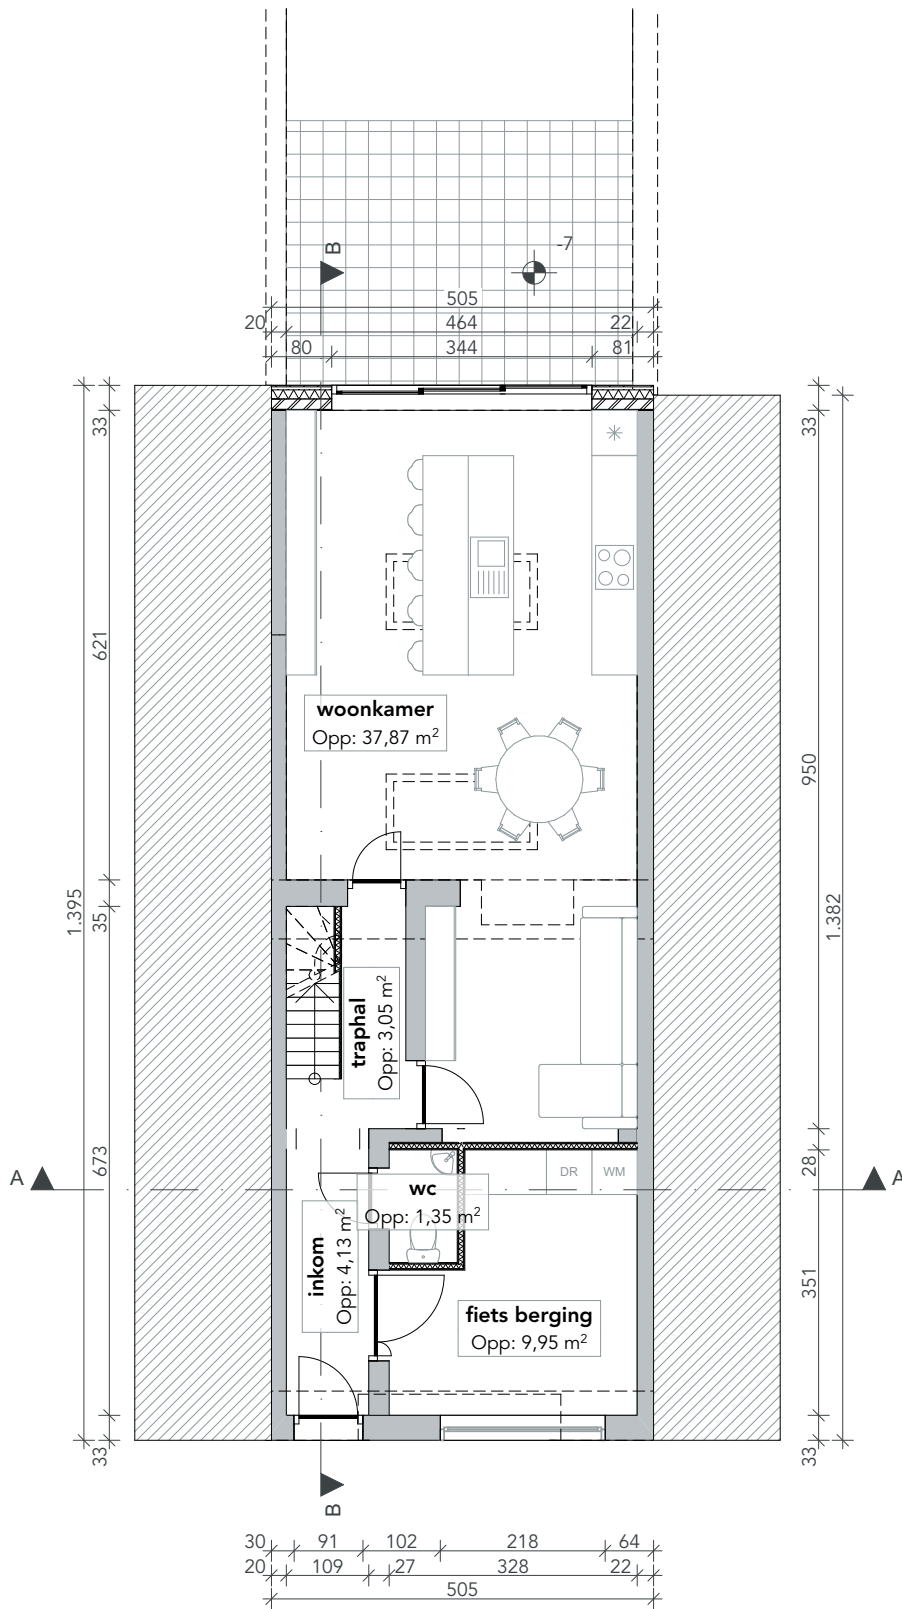 B
-7
505
20 464 22
80 344 81
33
33
621
woonkamer
Opp: 37,87 m²
950
1.395
35
1.382
traphal
Opp: 3,05 m²
673
28
DR WM
A
A
wc
Opp: 1,35 m²
inkom
Opp: 4,13 m²
351
fiets berging
Opp: 9,95 m²
33
33
B
30 91 102 218 64
20 109 27 328 22
505